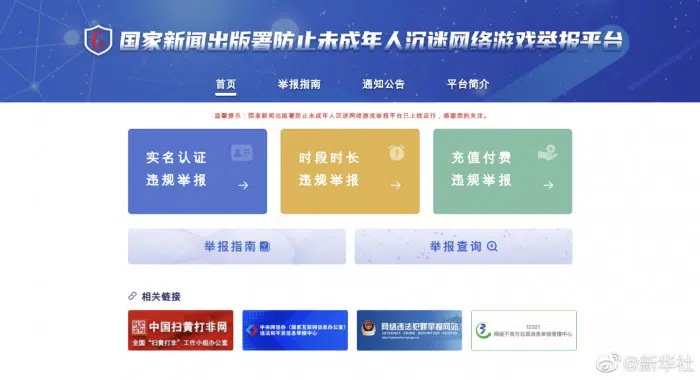 国家新闻出版署防止未成年人沉迷网络游戏举报平台
首页 举报指南 通知公告 平台简介
温馨提示：国家新闻出版署防止未成年人沉迷网络游戏举报平台已上线运行，感谢您的关注。
实名认证
违规举报
时段时长
违规举报
充值付费
违规举报
举报指南
举报查询
相关链接
中国扫黄打非网
全国“扫黄打非”工作小组办公室
中央网信办（国家互联网信息办公室）
违法和不良信息举报中心
网络违法犯罪举报网站
12321
网络不良与垃圾信息举报受理中心
@新华社